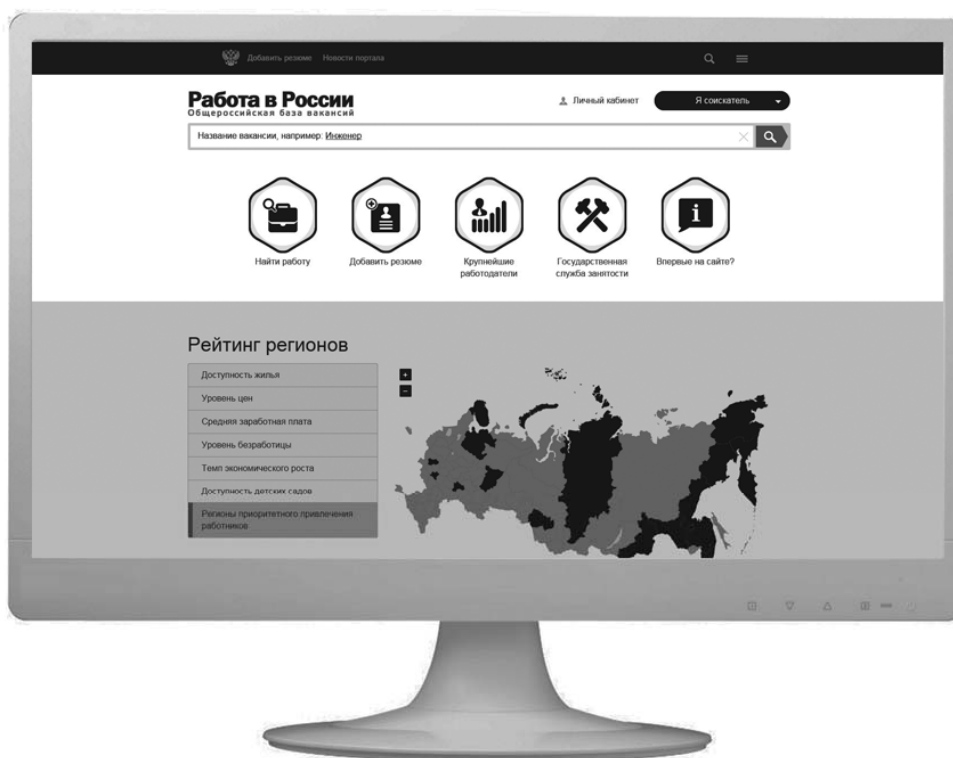 Добавить резюме Новости портала
Работа в России
Общероссийская база вакансий
Личный кабинет
Я соискатель
Название вакансии, например: Инженер
Найти работу
Добавить резюме
Крупнейшие
работодатели
Государственная
служба занятости
Впервые на сайте?
Рейтинг регионов
Доступность жилья
Уровень цен
Средняя заработная плата
Уровень безработицы
Темп экономического роста
Доступность детских садов
Регионы приоритетного привлечения
работников